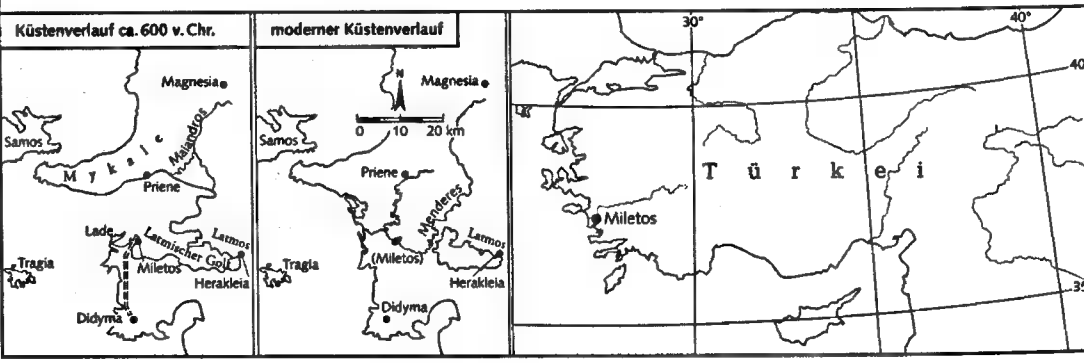 Küstenverlauf ca. 600 v. Chr.
Magnesia
Samos
Mykale
Maiandros
Priene
Lade
Latmischer Golf
Latmos
Tragia
Miletos
Herakleia
Didyma
moderner Küstenverlauf
N
Magnesia
0 10 20 km
Samos
Priene
Menderes
Latmos
Tragia
(Miletos)
Herakleia
Didyma
30°
40°
40
Türkei
Miletos
35